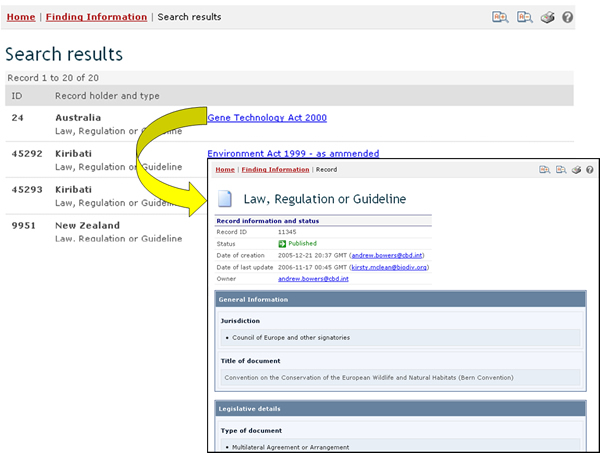 Home | Finding Information | Search results
Search results
Record 1 to 20 of 20
ID Record holder and type
24 Australia Gene Technology Act 2000
Law, Regulation or Guideline
45292 Kiribati Environment Act 1999 - as ammended
Law, Regulation or Guideline
45293 Kiribati
Law, Regulation or Guideline
9951 New Zealand
Law, Regulation or Guideline
Home | Finding Information | Record
Law, Regulation or Guideline
Record information and status
Record ID 11345
Status Published
Date of creation 2005-12-21 20:37 GMT (andrew.bowers@cbd.int)
Date of last update 2006-11-17 00:45 GMT (kirsty.mclean@biodiv.org)
Owner andrew.bowers@cbd.int
General Information
Jurisdiction
• Council of Europe and other signatories
Title of document
Convention on the Conservation of the European Wildlife and Natural Habitats (Bern Convention)
Legislative details
Type of document
• Multilateral Agreement or Arrangement